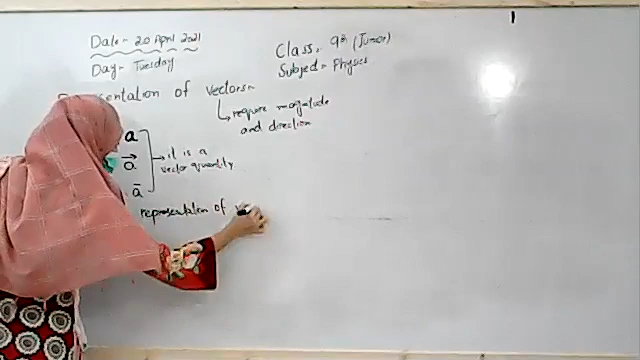 Date:- 20 April 2021
Day:- Tuesday
Class:- 9th (Junior)
Subject:- Physics
entation of vectors:-
require magnitude
and direction
a
a⃗
it is a
vector quantity
ā
representation of